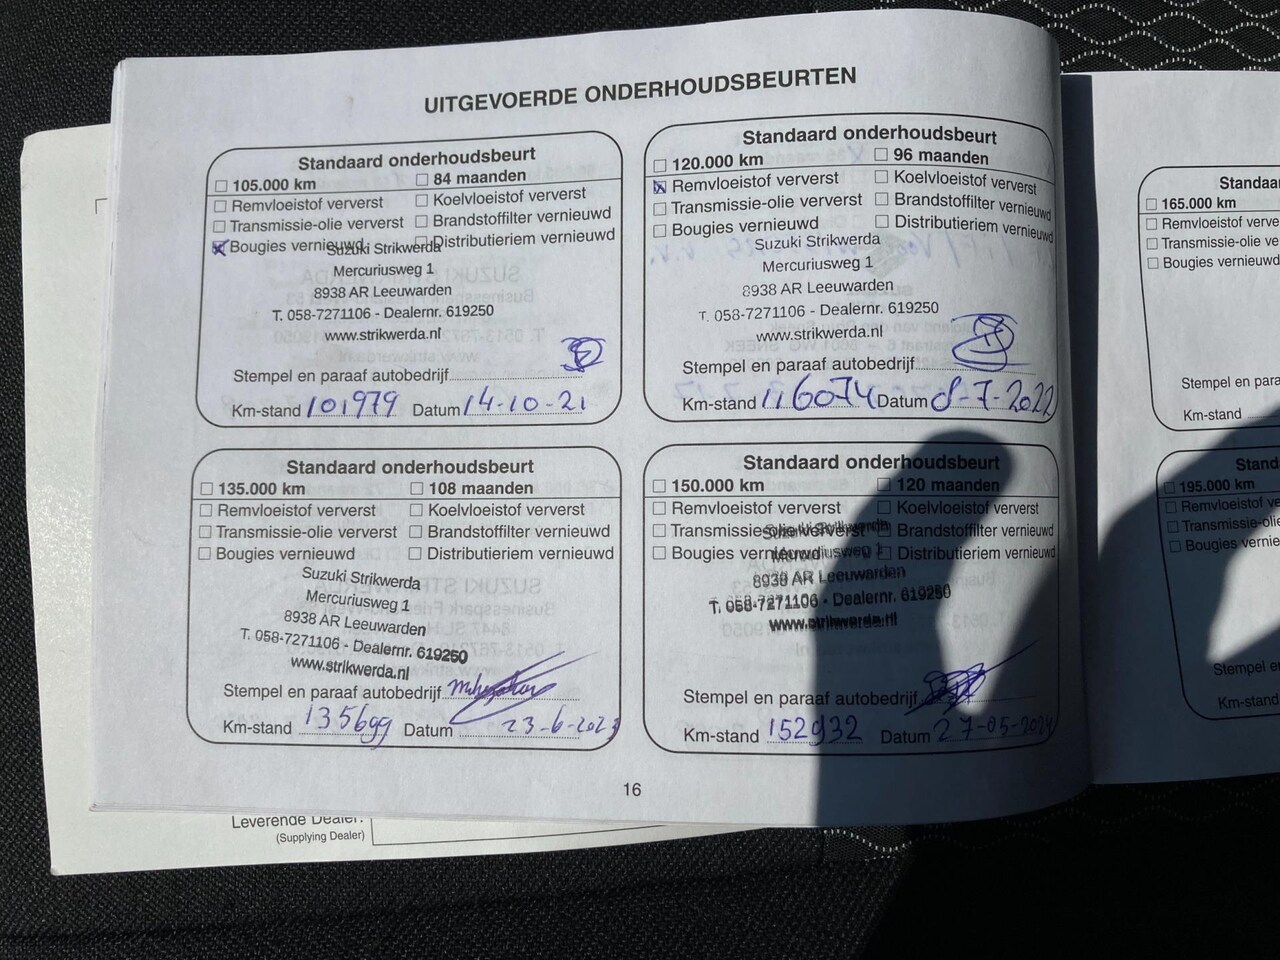 UITGEVOERDE ONDERHOUDSBEURTEN
Standaard onderhoudsbeurt
105.000 km 84 maanden
Remvloeistof ververst Koelvloeistof ververst
Transmissie-olie ververst Brandstoffilter vernieuwd
Bougies vernieuwd Distributieriem vernieuwd
Suzuki Strikwerda
Mercuriusweg 1
8938 AR Leeuwarden
T. 058-7271106 - Dealernr. 619250
www.strikwerda.nl
Stempel en paraaf autobedrijf
Km-stand 101979 Datum 14-10-21
Standaard onderhoudsbeurt
120.000 km 96 maanden
Remvloeistof ververst Koelvloeistof ververst
Transmissie-olie ververst Brandstoffilter vernieuwd
Bougies vernieuwd Distributieriem vernieuwd
Suzuki Strikwerda
Mercuriusweg 1
8938 AR Leeuwarden
T. 058-7271106 - Dealernr. 619250
www.strikwerda.nl
Stempel en paraaf autobedrijf
Km-stand 116074 Datum 8-7-2022
Standaard onderhoudsbeurt
135.000 km 108 maanden
Remvloeistof ververst Koelvloeistof ververst
Transmissie-olie ververst Brandstoffilter vernieuwd
Bougies vernieuwd Distributieriem vernieuwd
Suzuki Strikwerda
Mercuriusweg 1
8938 AR Leeuwarden
T. 058-7271106 - Dealernr. 619250
www.strikwerda.nl
Stempel en paraaf autobedrijf
Km-stand 135699 Datum 23-6-2023
Standaard onderhoudsbeurt
150.000 km 120 maanden
Remvloeistof ververst Koelvloeistof ververst
Transmissie-olie ververst Brandstoffilter vernieuwd
Bougies vernieuwd Distributieriem vernieuwd
Suzuki Strikwerda
Mercuriusweg 1
8938 AR Leeuwarden
T. 058-7271106 - Dealernr. 619250
www.strikwerda.nl
Stempel en paraaf autobedrijf
Km-stand 152932 Datum 27-05-2024
16
Leverende Dealer:
(Supplying Dealer)
165.000 km
Remvloeistof
Transmissie-olie
Bougies vernieuwd
Stempel en
Km-stand
195.000 km
Remvloeistof
Transmissie-olie
Bougies
Stempel en
Km-stand